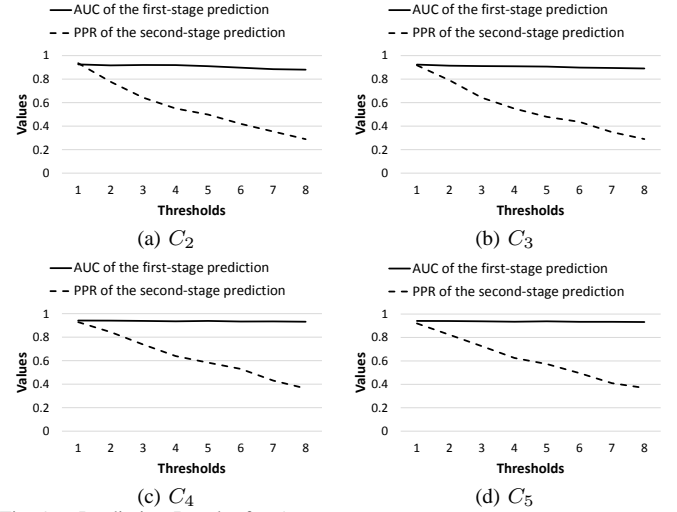 AUC of the first-stage prediction
PPR of the second-stage prediction
1
0.8
0.6
0.4
0.2
0
Values
1 2 3 4 5 6 7 8
Thresholds
(a) C2
AUC of the first-stage prediction
PPR of the second-stage prediction
1
0.8
0.6
0.4
0.2
0
Values
1 2 3 4 5 6 7 8
Thresholds
(b) C3
AUC of the first-stage prediction
PPR of the second-stage prediction
1
0.8
0.6
0.4
0.2
0
Values
1 2 3 4 5 6 7 8
Thresholds
(c) C4
AUC of the first-stage prediction
PPR of the second-stage prediction
1
0.8
0.6
0.4
0.2
0
Values
1 2 3 4 5 6 7 8
Thresholds
(d) C5